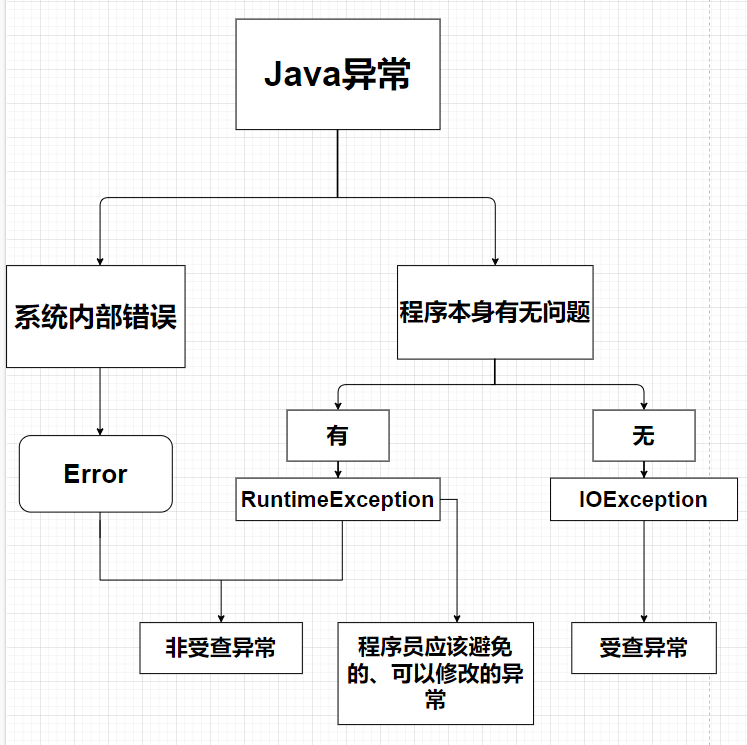 Java异常
系统内部错误
程序本身有无问题
有
无
Error
RuntimeException
IOException
非受查异常
程序员应该避免
的、可以修改的异
常
受查异常